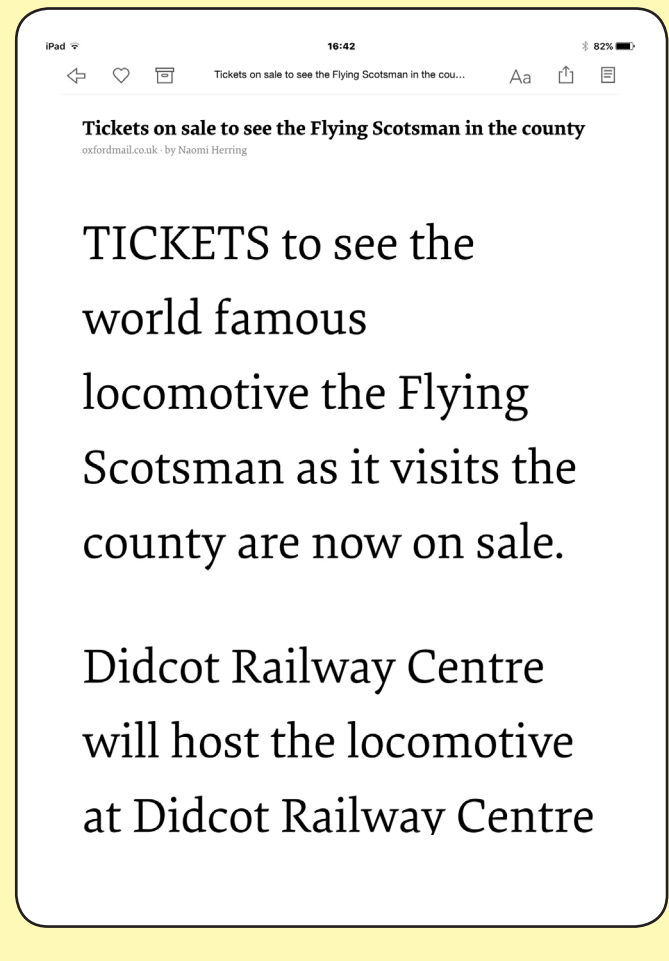 iPad 16:42 82%
Tickets on sale to see the Flying Scotsman in the cou... Aa
Tickets on sale to see the Flying Scotsman in the county
oxfordmail.co.uk · by Naomi Herring
TICKETS to see the
world famous
locomotive the Flying
Scotsman as it visits the
county are now on sale.
Didcot Railway Centre
will host the locomotive
at Didcot Railway Centre